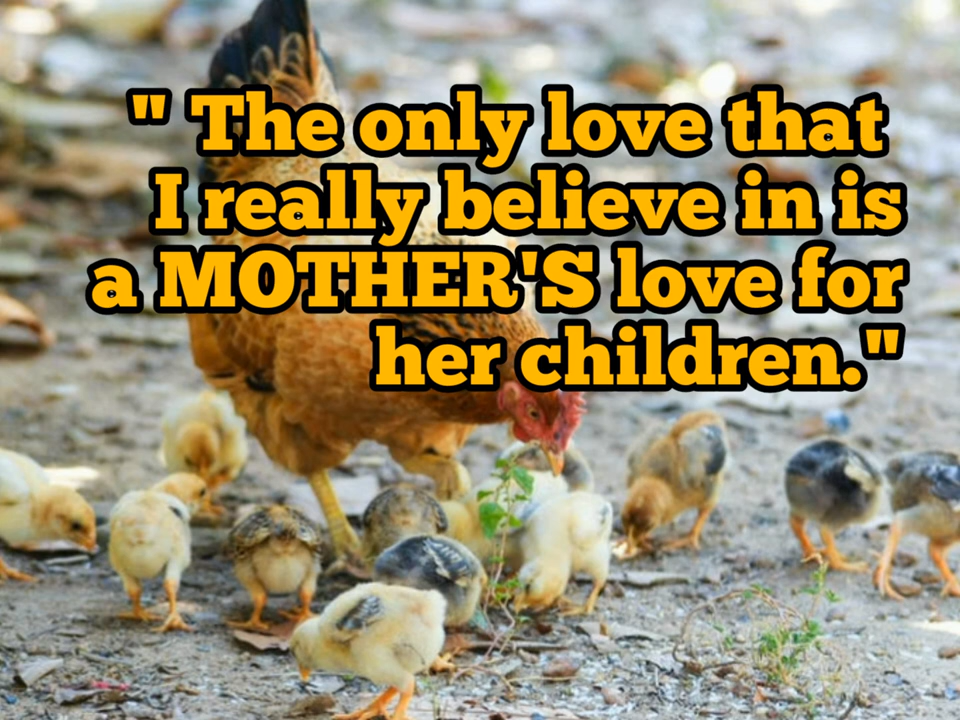 " The only love that
I really believe in is
a MOTHER'S love for
her children."